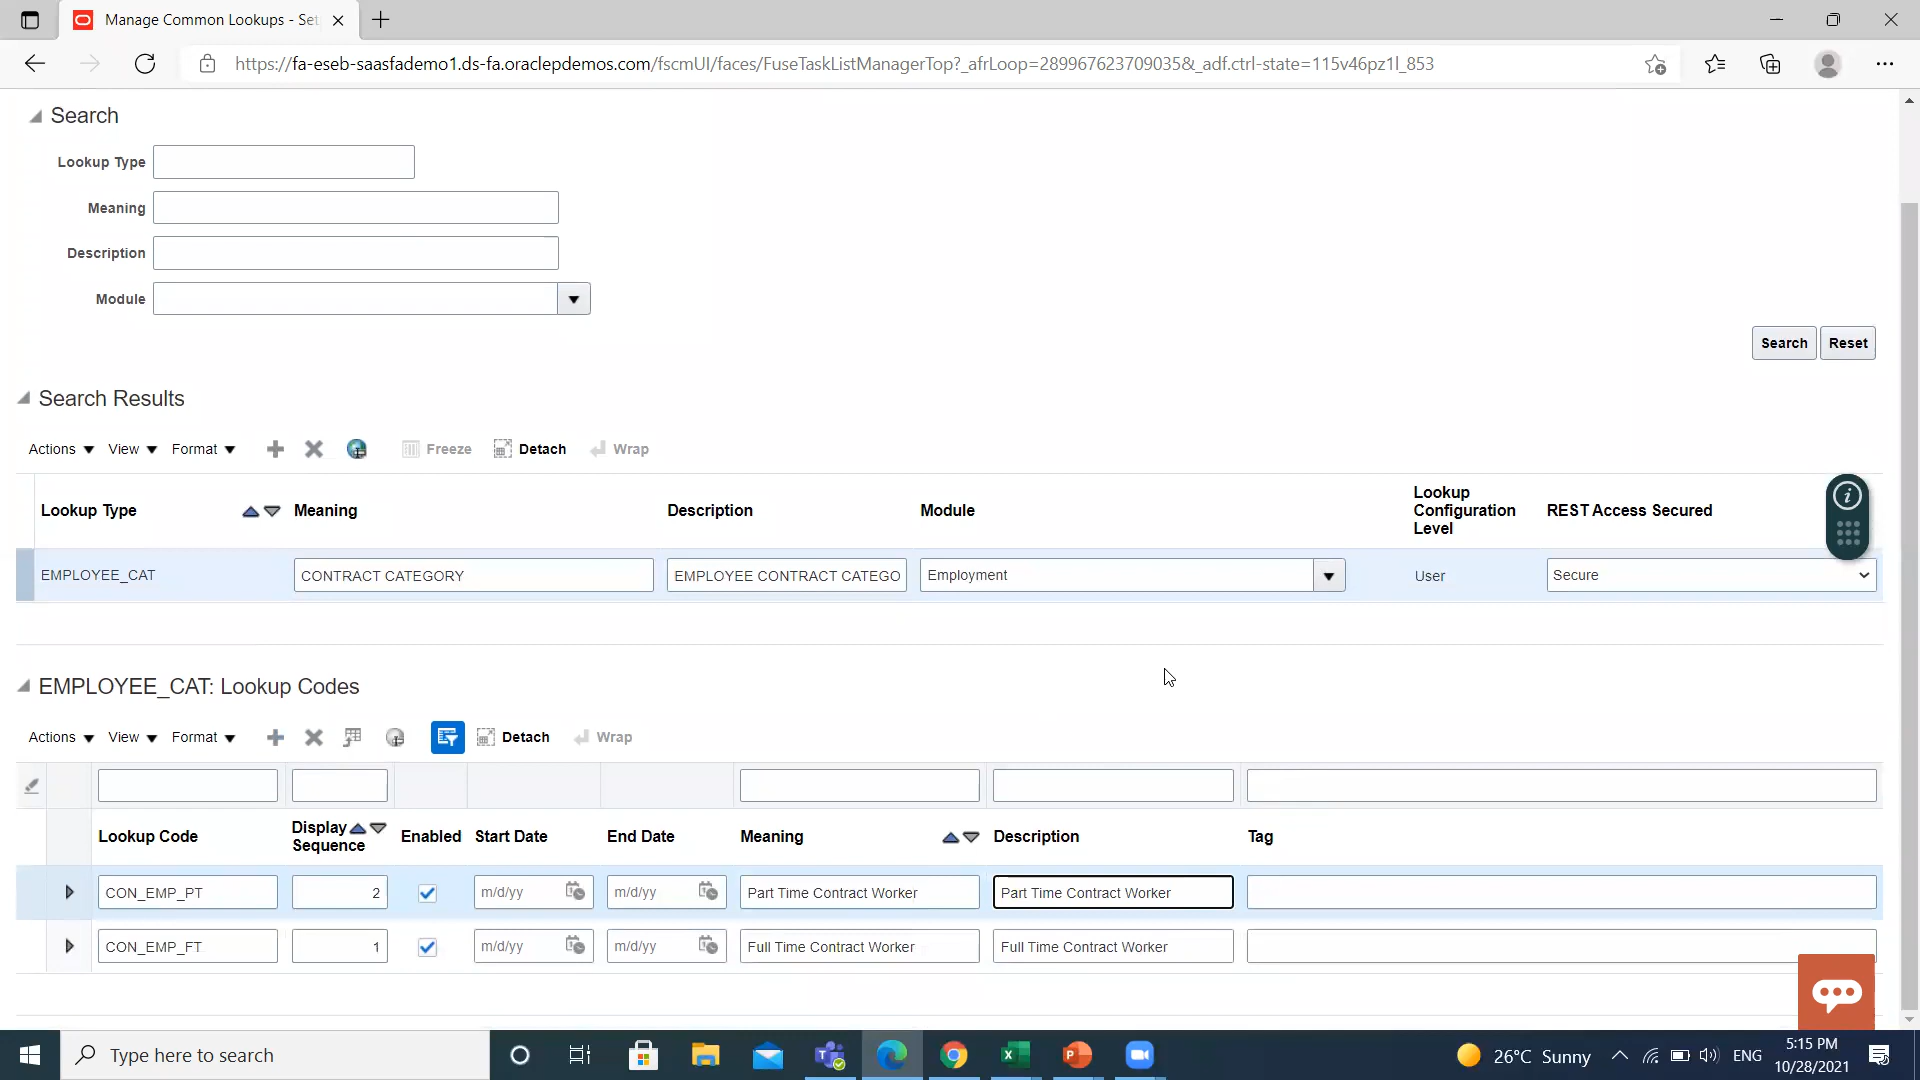 Manage Common Lookups - Set
https://fa-eseb-saasfademo1.ds-fa.oraclepdemos.com/fscmUI/faces/FuseTaskListManagerTop?_afrLoop=289967623709035&_adf.ctrl-state=115v46pz1l_853
Search
Lookup Type
Meaning
Description
Module
Search Reset
Search Results
Actions View Format Freeze Detach Wrap
Lookup Type Meaning Description Module Lookup Configuration Level REST Access Secured
EMPLOYEE_CAT CONTRACT CATEGORY EMPLOYEE CONTRACT CATEGO Employment User Secure
EMPLOYEE_CAT: Lookup Codes
Actions View Format Detach Wrap
Lookup Code Display Sequence Enabled Start Date End Date Meaning Description Tag
CON_EMP_PT 2 m/d/yy m/d/yy Part Time Contract Worker Part Time Contract Worker
CON_EMP_FT 1 m/d/yy m/d/yy Full Time Contract Worker Full Time Contract Worker
Type here to search
26°C Sunny ENG 5:15 PM
10/28/2021